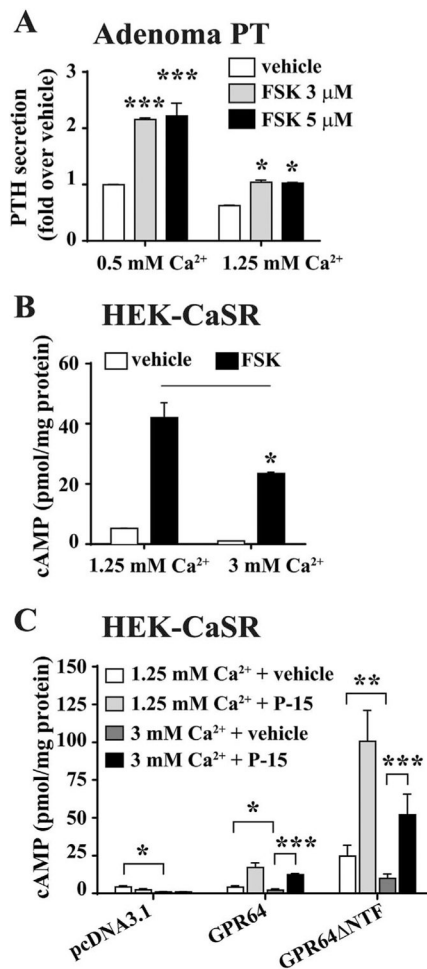 A
Adenoma PT
vehicle
FSK 3 μM
FSK 5 μM
PTH secretion
(fold over vehicle)
3
2
1
0
***
***
*
*
0.5 mM Ca²⁺
1.25 mM Ca²⁺
B
HEK-CaSR
vehicle
FSK
cAMP (pmol/mg protein)
60
40
20
0
*
1.25 mM Ca²⁺
3 mM Ca²⁺
C
HEK-CaSR
1.25 mM Ca²⁺ + vehicle
1.25 mM Ca²⁺ + P-15
3 mM Ca²⁺ + vehicle
3 mM Ca²⁺ + P-15
cAMP (pmol/mg protein)
150
125
100
75
50
25
0
*
*
***
**
***
pcDNA3.1
GPR64
GPR64ΔNTF